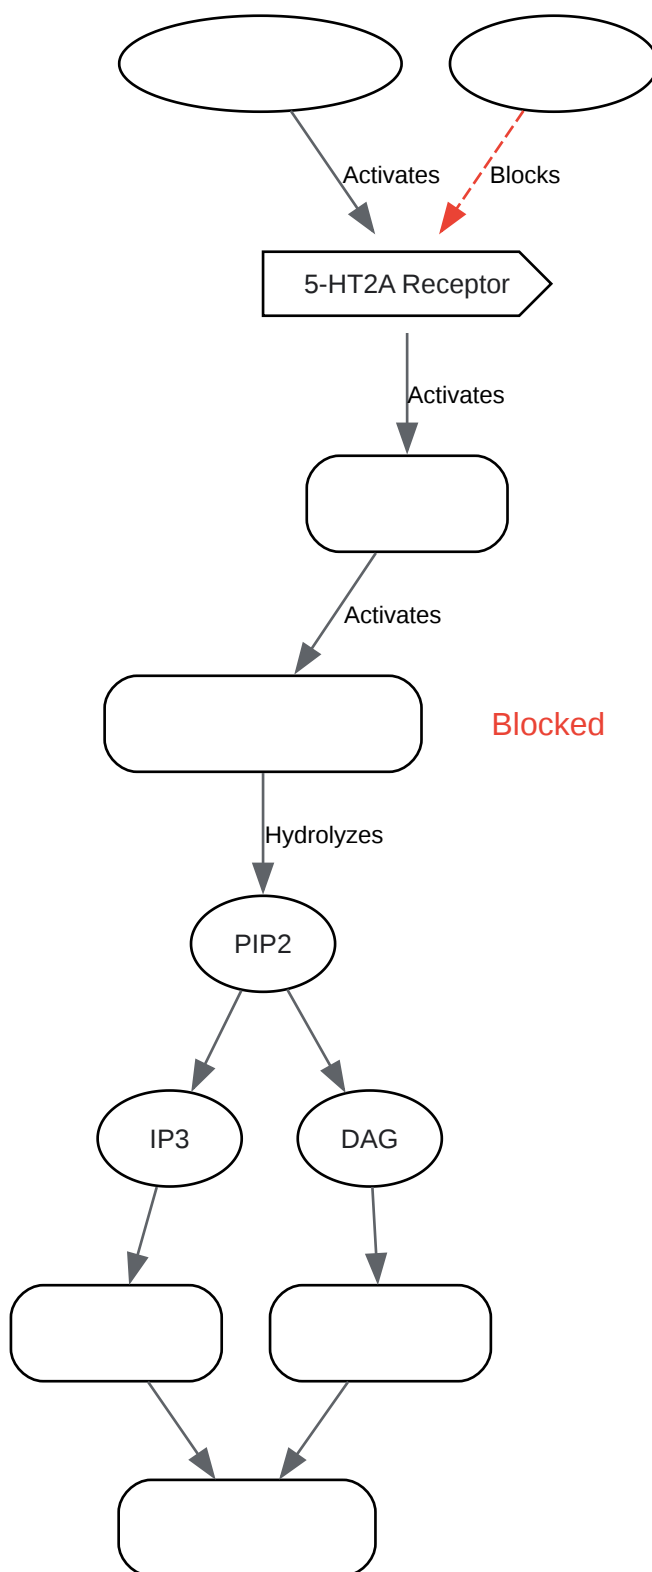 Activates
Blocks
5-HT2A Receptor
Activates
Activates
Blocked
Hydrolyzes
PIP2
IP3
DAG